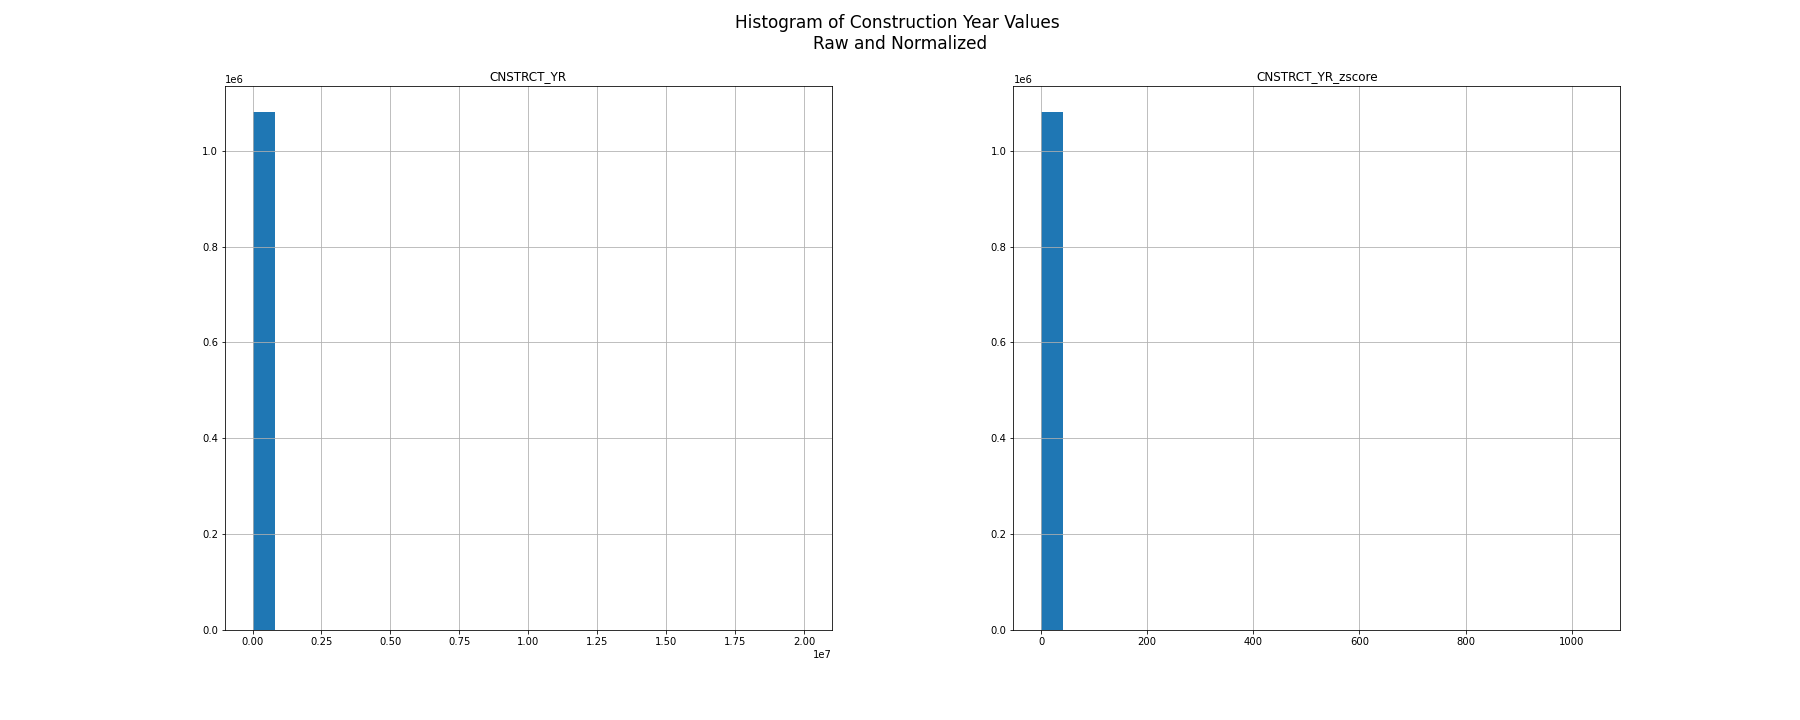 Histogram of Construction Year Values
Raw and Normalized
CNSTRCT_YR
1e6
1.0
0.8
0.6
0.4
0.2
0.0
0.00 0.25 0.50 0.75 1.00 1.25 1.50 1.75 2.00
1e7
CNSTRCT_YR_zscore
1e6
1.0
0.8
0.6
0.4
0.2
0.0
0 200 400 600 800 1000